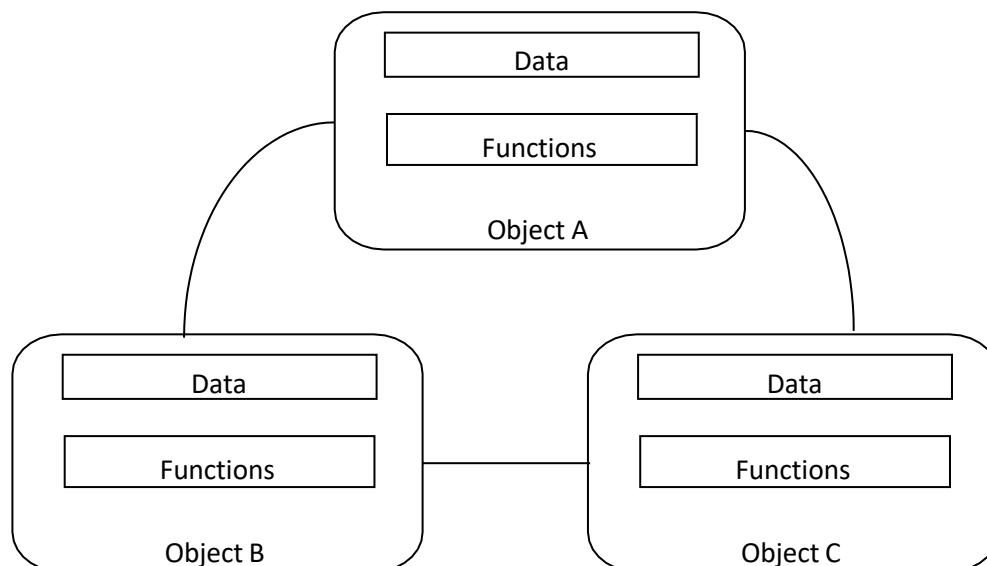 Data
Functions
Object A
Data
Functions
Object B
Data
Functions
Object C